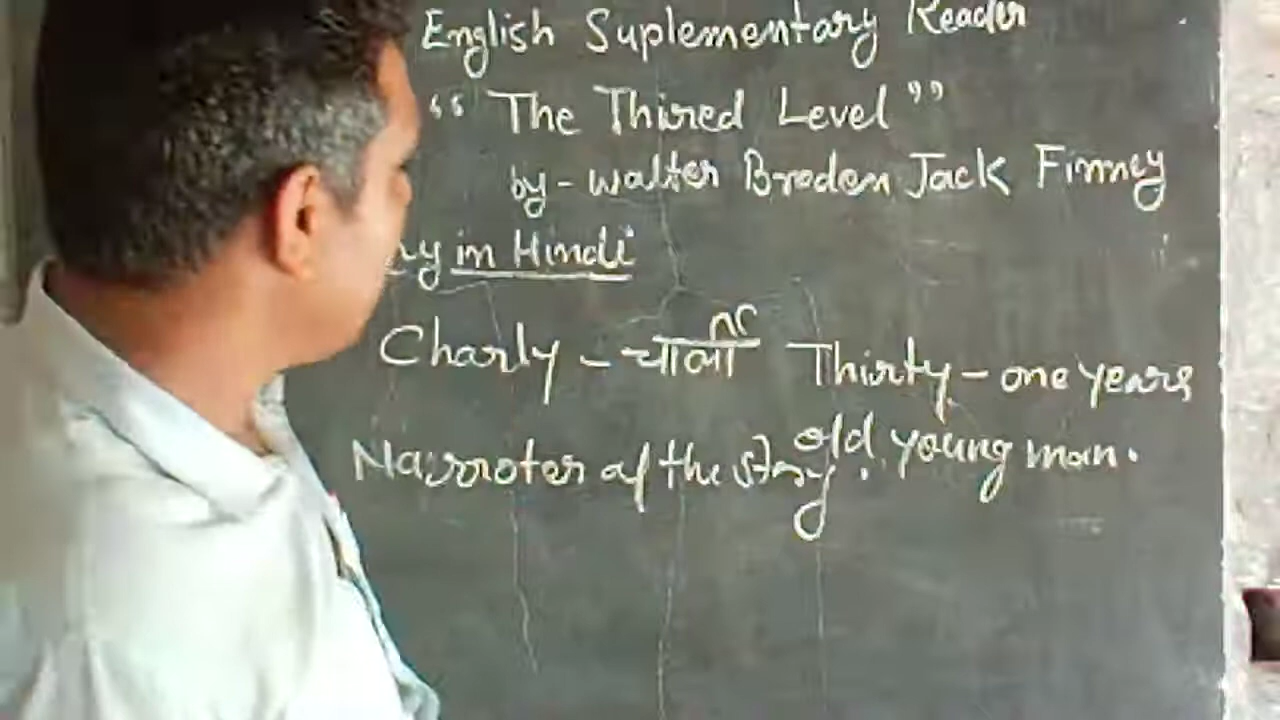 English Suplementary Reader
“ The Thired Level ”
by - Walter Braden Jack Finney
in Hindi
Charly - चार्ली Thirty - one years
old young man.
Narroter of the story.